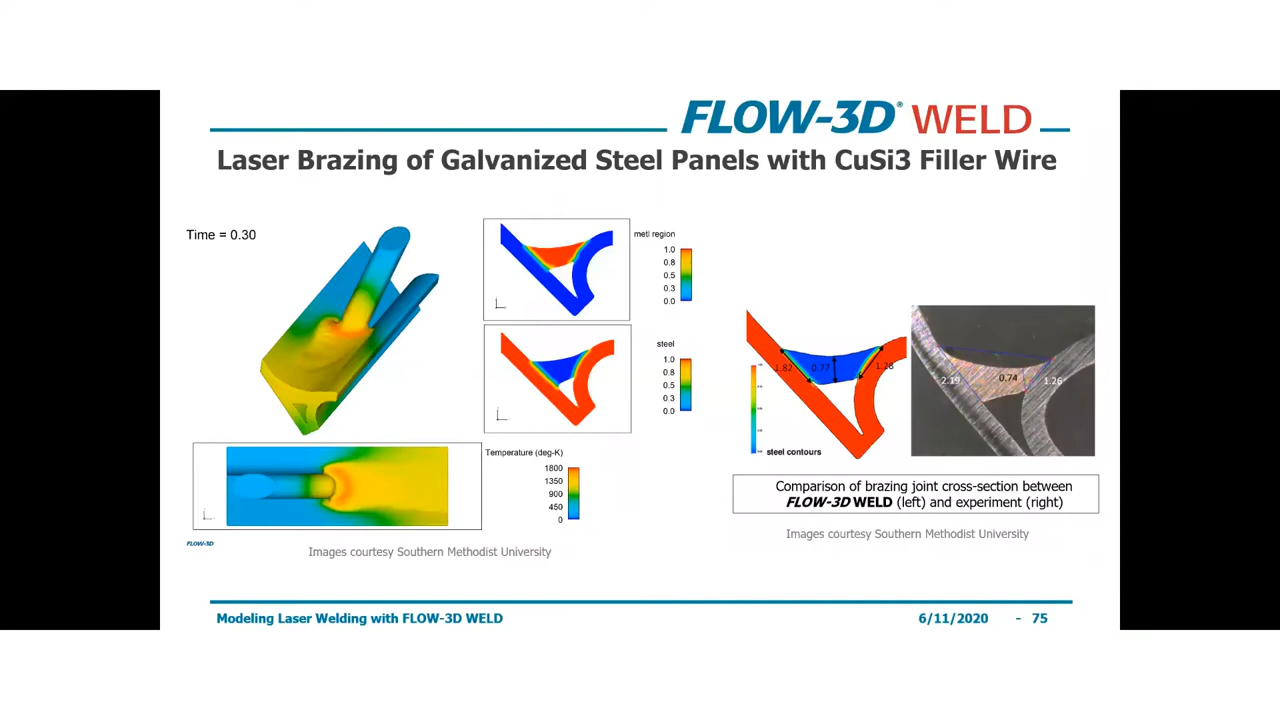 FLOW-3D® WELD
Laser Brazing of Galvanized Steel Panels with CuSi3 Filler Wire
Time = 0.30
metl region
1.0
0.8
0.5
0.3
0.0
steel
1.0
0.8
0.5
0.3
0.0
Temperature (deg-K)
1800
1350
900
450
0
FLOW-3D
Images courtesy Southern Methodist University
1.82
0.77
1.28
steel contours
2.19
0.74
1.26
Comparison of brazing joint cross-section between
FLOW-3D WELD (left) and experiment (right)
Images courtesy Southern Methodist University
Modeling Laser Welding with FLOW-3D WELD
6/11/2020 - 75